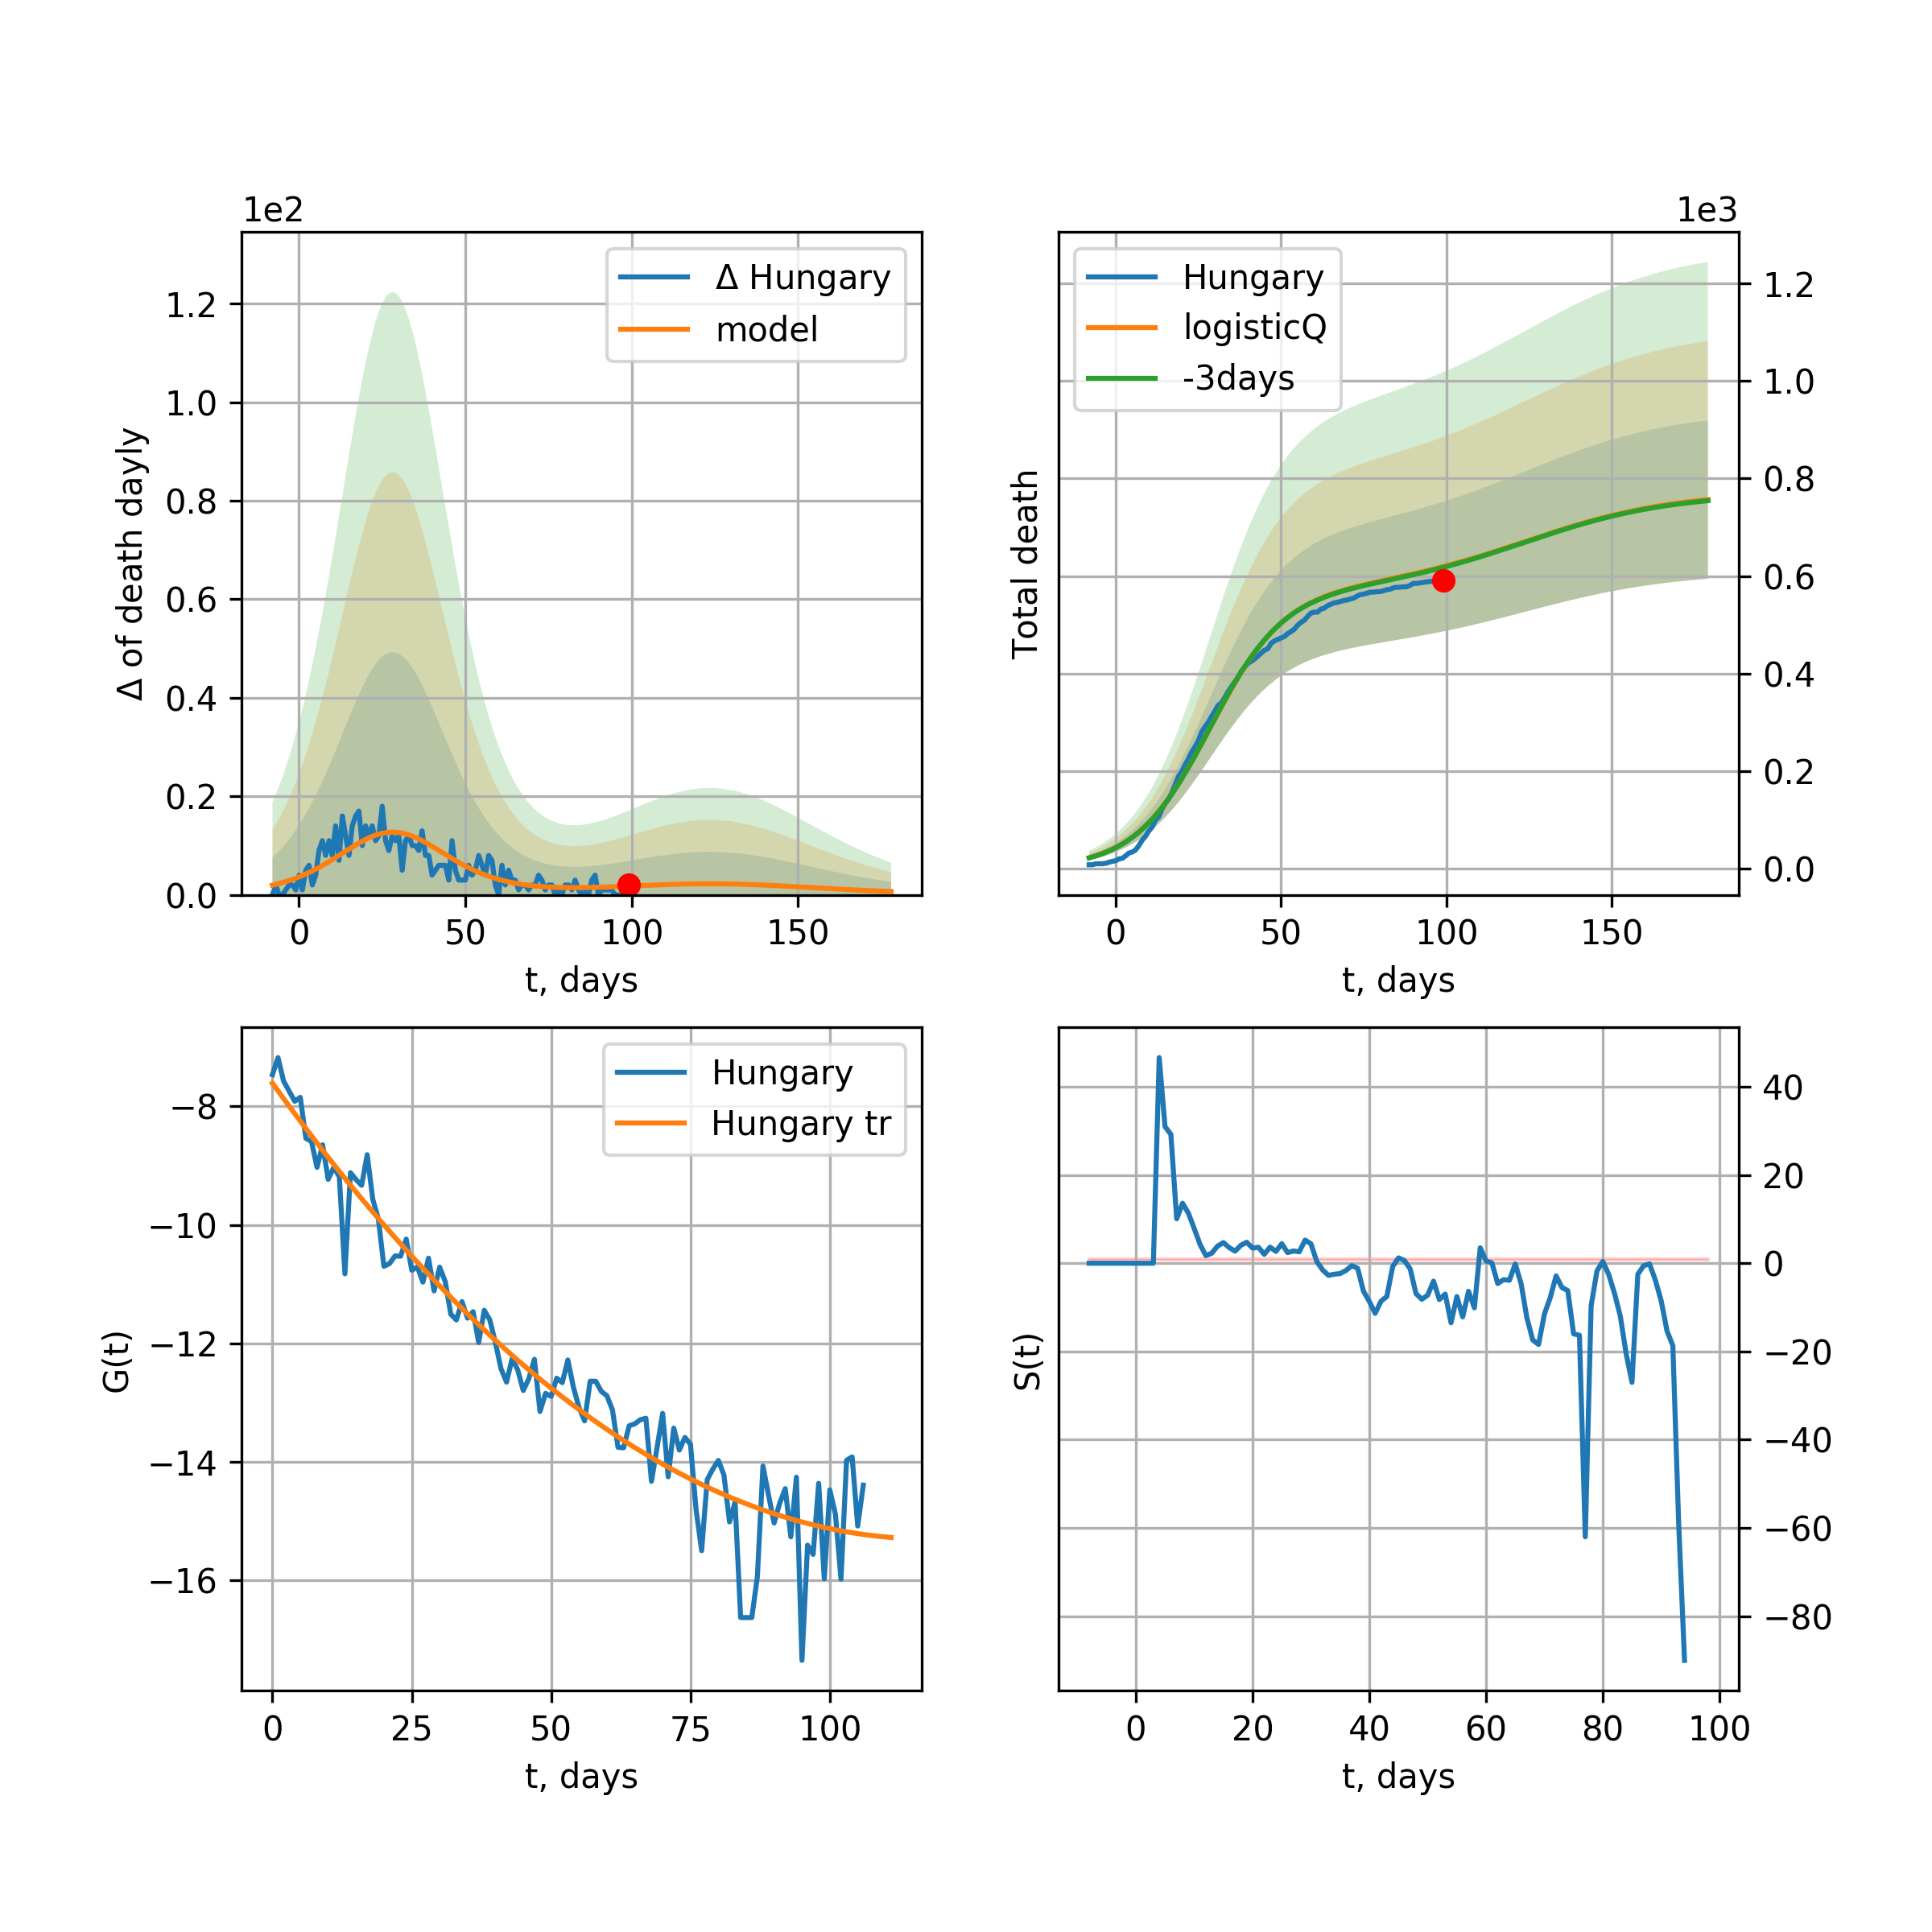 1e2
Δ of death dayly
1.2
1.0
0.8
0.6
0.4
0.2
0.0
Δ Hungary
model
0 50 100 150
t, days
1e3
Total death
Hungary
logisticQ
-3days
1.2
1.0
0.8
0.6
0.4
0.2
0.0
0 50 100 150
t, days
G(t)
−8
−10
−12
−14
−16
Hungary
Hungary tr
0 25 50 75 100
t, days
S(t)
40
20
0
−20
−40
−60
−80
0 20 40 60 80 100
t, days